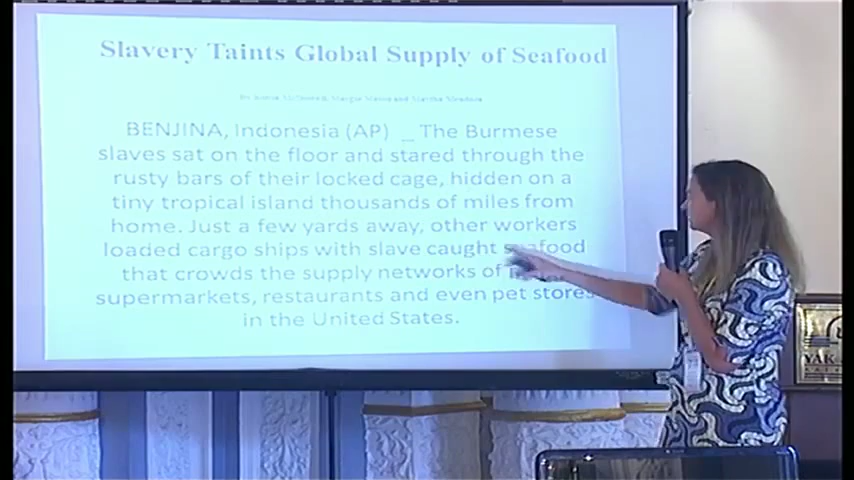 Slavery Taints Global Supply of Seafood
BENJINA, Indonesia (AP) _ The Burmese
slaves sat on the floor and stared through the
rusty bars of their locked cage, hidden on a
tiny tropical island thousands of miles from
home. Just a few yards away, other workers
loaded cargo ships with slave caught seafood
that crowds the supply networks of
supermarkets, restaurants and even pet stores
in the United States.
YAK